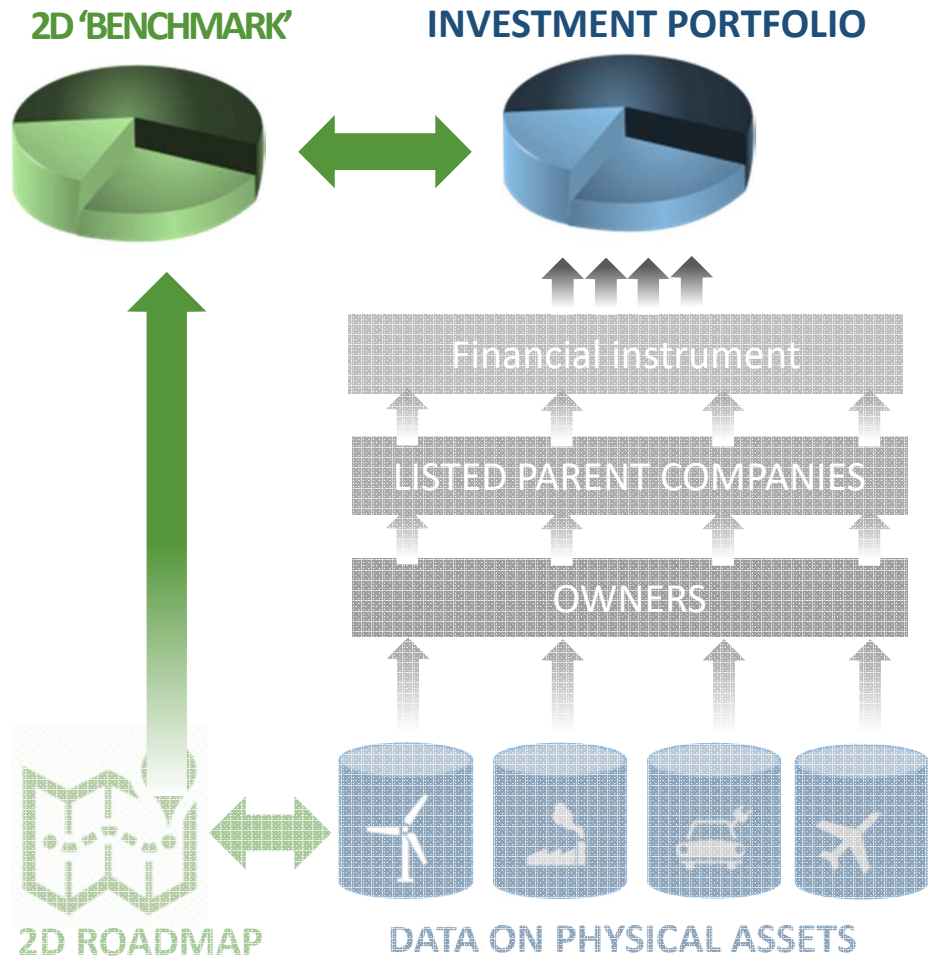 2D ‘BENCHMARK’
INVESTMENT PORTFOLIO
Financial instrument
LISTED PARENT COMPANIES
OWNERS
2D ROADMAP
DATA ON PHYSICAL ASSETS